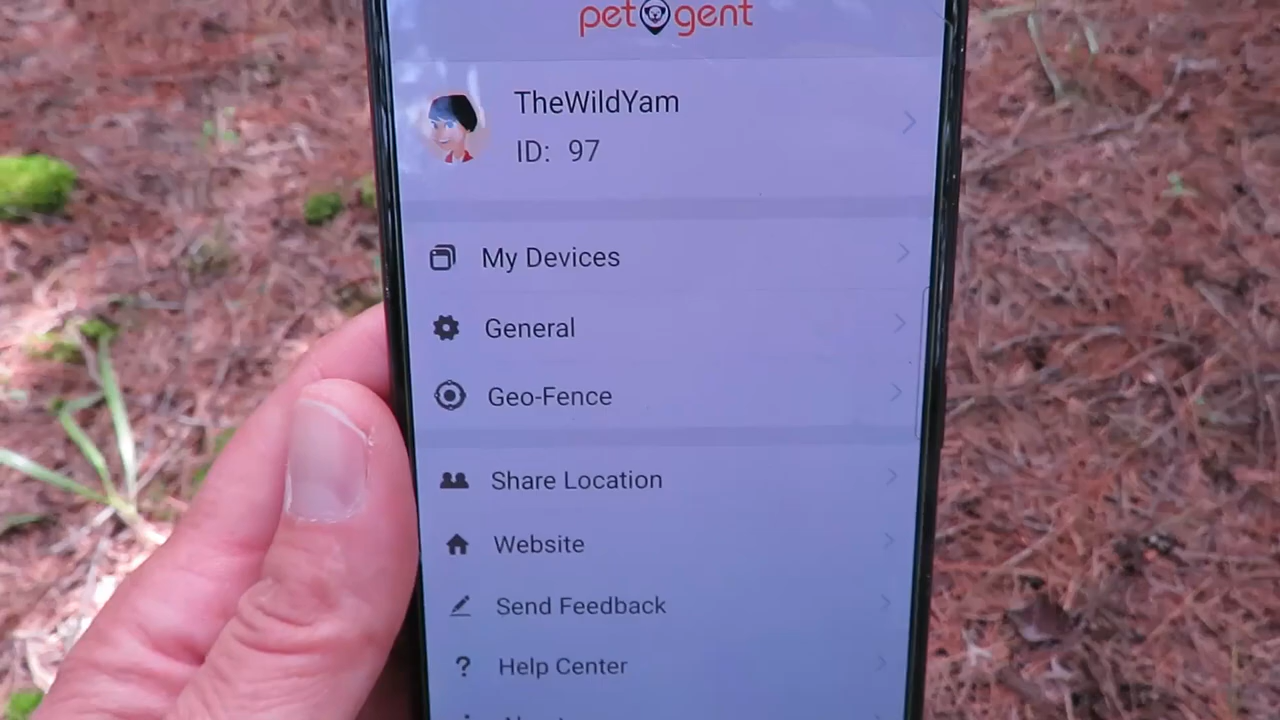 petgent
TheWildYam
ID: 97
My Devices
General
Geo-Fence
Share Location
Website
Send Feedback
Help Center